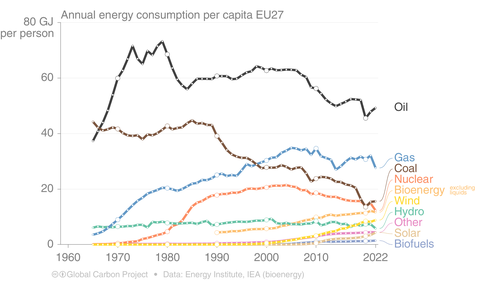 Annual energy consumption per capita EU27
80 GJ
per person
60
40
20
0
Oil
Gas
Coal
Nuclear
Bioenergy excluding liquids
Wind
Hydro
Other
Solar
Biofuels
1960 1970 1980 1990 2000 2010 2022
Global Carbon Project • Data: Energy Institute, IEA (bioenergy)